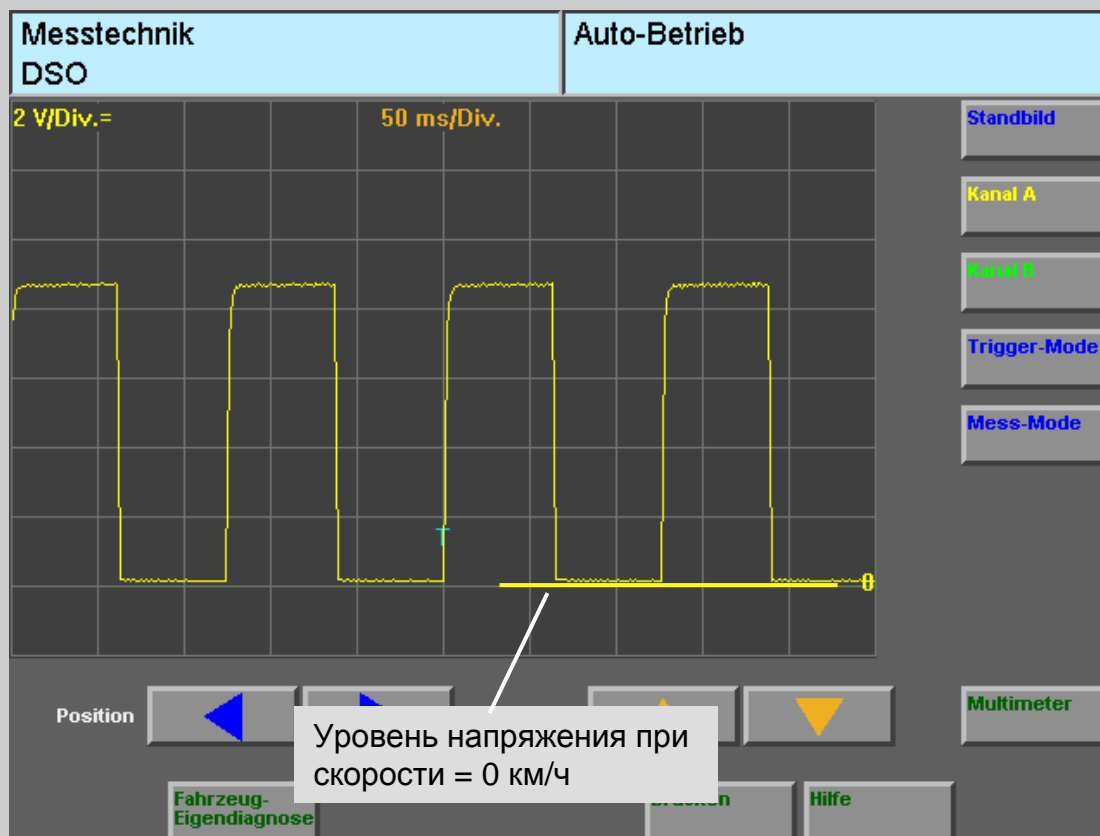 Messtechnik
DSO
Auto-Betrieb
2 V/Div.=
50 ms/Div.
Standbild
Kanal A
Kanal B
Trigger-Mode
Mess-Mode
T
0
Position
Multimeter
Уровень напряжения при
скорости = 0 км/ч
Fahrzeug-
Eigendiagnose
Drucken
Hilfe